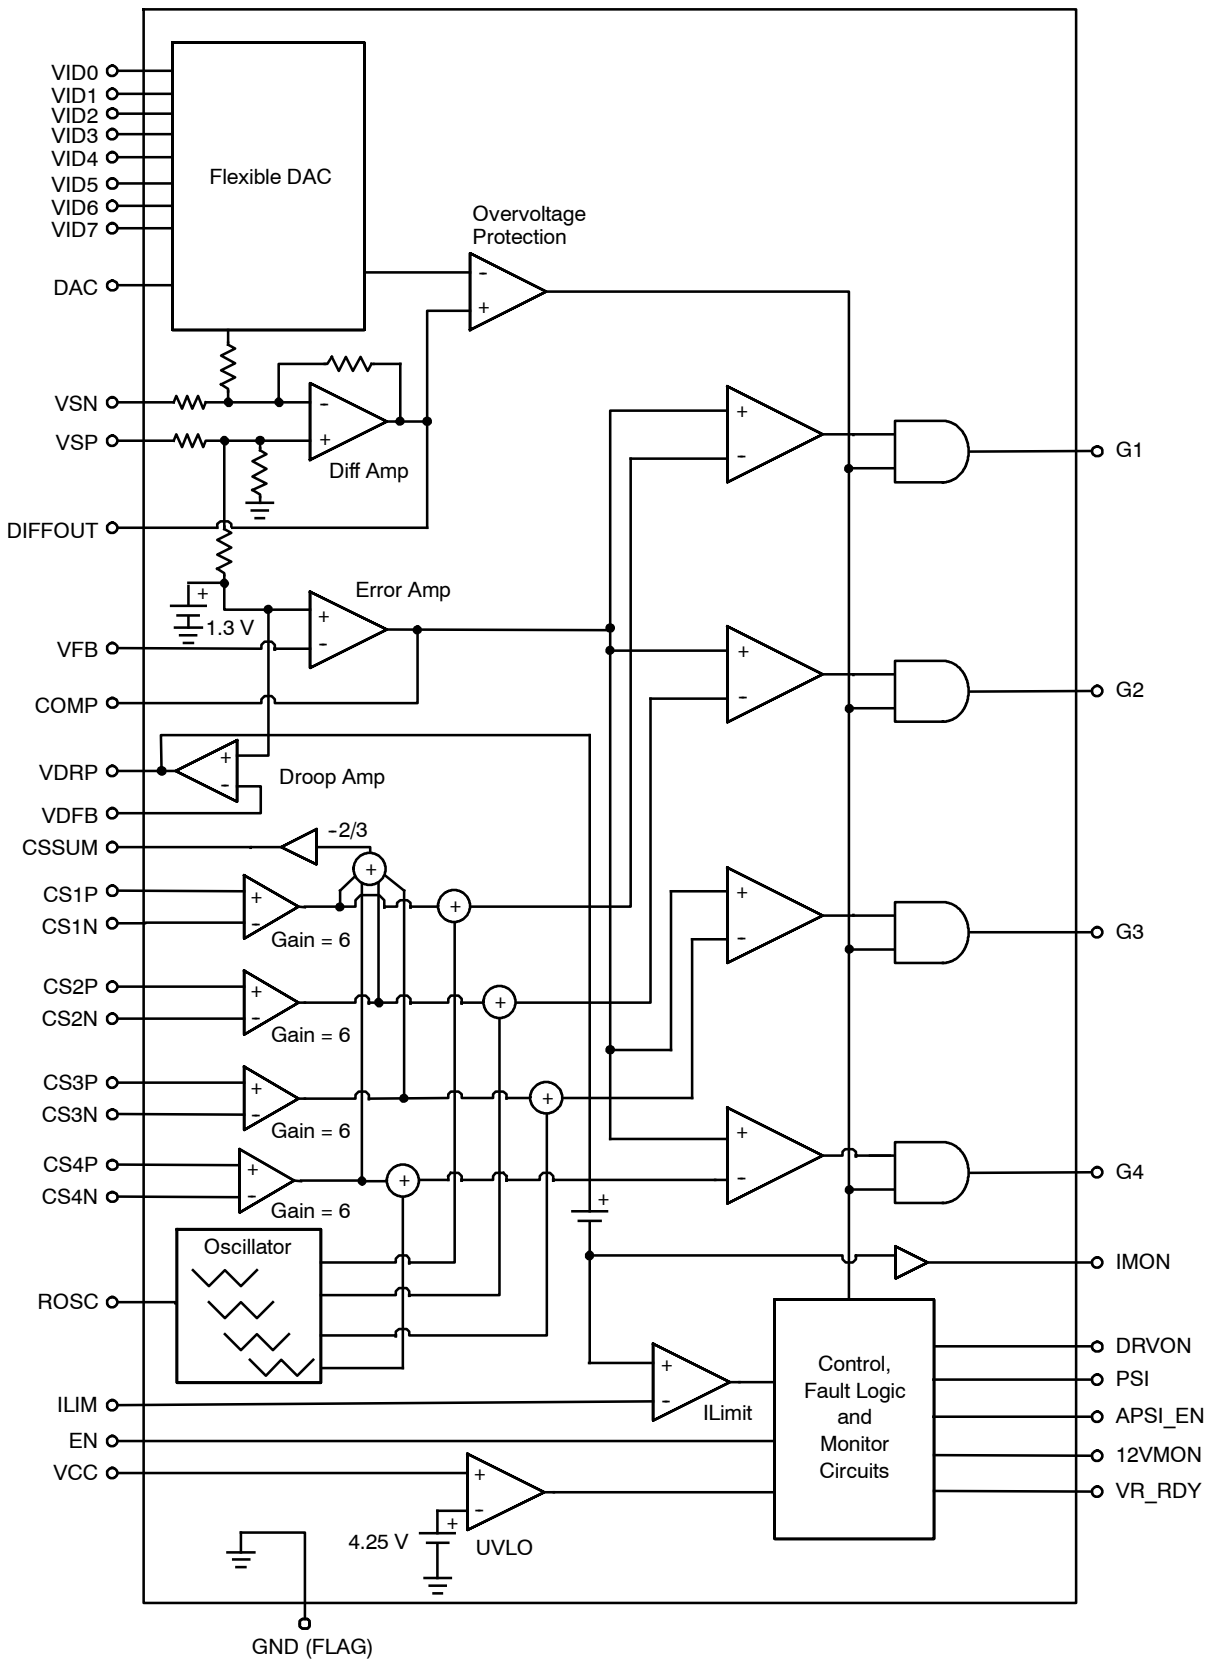 VID0
VID1
VID2
VID3
VID4
VID5
VID6
VID7
DAC
Flexible DAC
Overvoltage
Protection
-
+
VSN
VSP
-
+
Diff Amp
DIFFOUT
+
1.3 V
Error Amp
+
-
VFB
COMP
VDRP
VDFB
+
-
Droop Amp
CSSUM
-2/3
+
CS1P
CS1N
+
-
Gain = 6
+
CS2P
CS2N
+
-
Gain = 6
+
CS3P
CS3N
+
-
Gain = 6
+
CS4P
CS4N
+
-
Gain = 6
+
+
-
G1
+
-
G2
+
-
G3
+
-
G4
+
IMON
Oscillator
ROSC
ILIM
+
-
ILimit
EN
VCC
+
-
UVLO
+
4.25 V
Control,
Fault Logic
and
Monitor
Circuits
DRVON
PSI
APSI_EN
12VMON
VR_RDY
GND (FLAG)